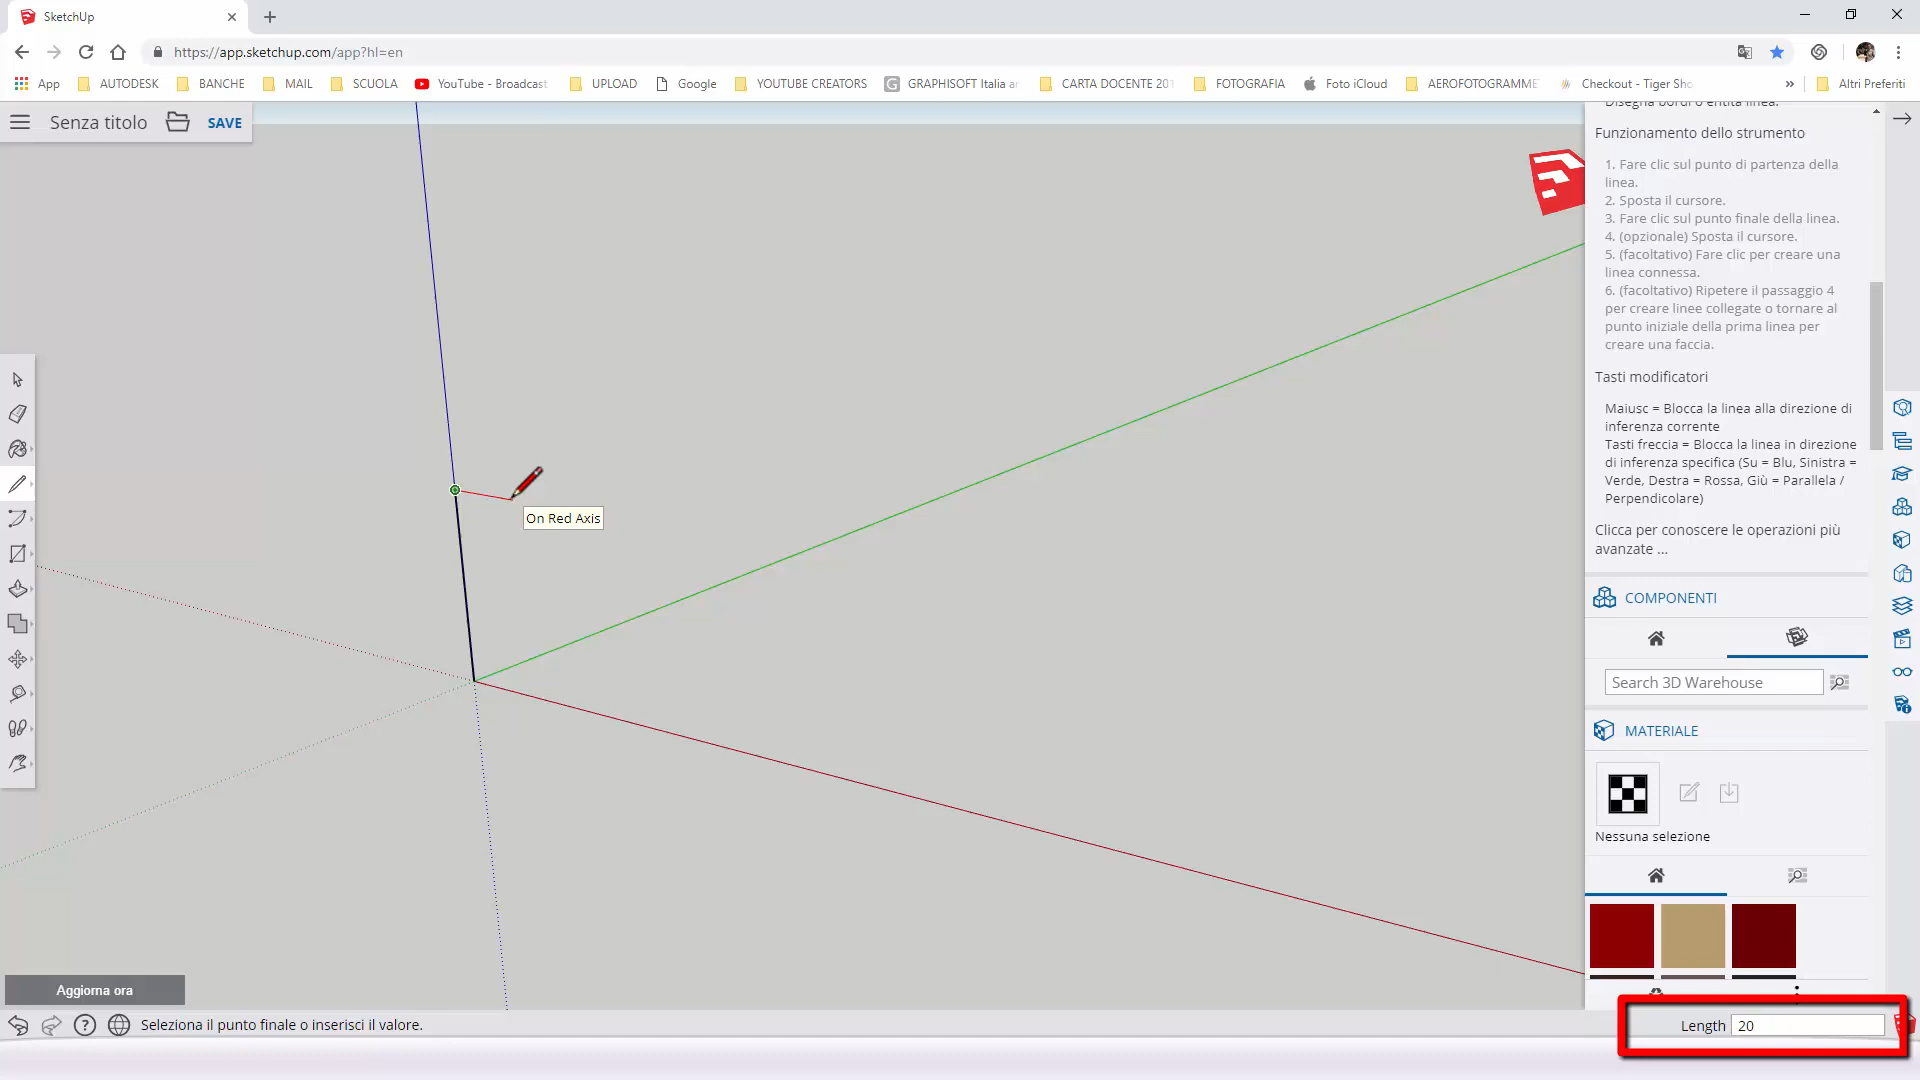 SketchUp
https://app.sketchup.com/app?hl=en
App AUTODESK BANCHE MAIL SCUOLA YouTube - Broadcast UPLOAD Google YOUTUBE CREATORS GRAPHISOFT Italia CARTA DOCENTE FOTOGRAFIA Foto iCloud AEROFOTOGRAMME Checkout - Tiger » Altri Preferiti
Senza titolo SAVE
Disegna bordi o entità linea.
Funzionamento dello strumento
1. Fare clic sul punto di partenza della
linea.
2. Sposta il cursore.
3. Fare clic sul punto finale della linea.
4. (opzionale) Sposta il cursore.
5. (facoltativo) Fare clic per creare una
linea connessa.
6. (facoltativo) Ripetere il passaggio 4
per creare linee collegate o tornare al
punto iniziale della prima linea per
creare una faccia.
Tasti modificatori
Maiusc = Blocca la linea alla direzione di
inferenza corrente
Tasti freccia = Blocca la linea in direzione
di inferenza specifica (Su = Blu, Sinistra =
Verde, Destra = Rossa, Giù = Parallela /
Perpendicolare)
Clicca per conoscere le operazioni più
avanzate ...
On Red Axis
COMPONENTI
Search 3D Warehouse
MATERIALE
Nessuna selezione
Aggiorna ora
Seleziona il punto finale o inserisci il valore.
Length 20